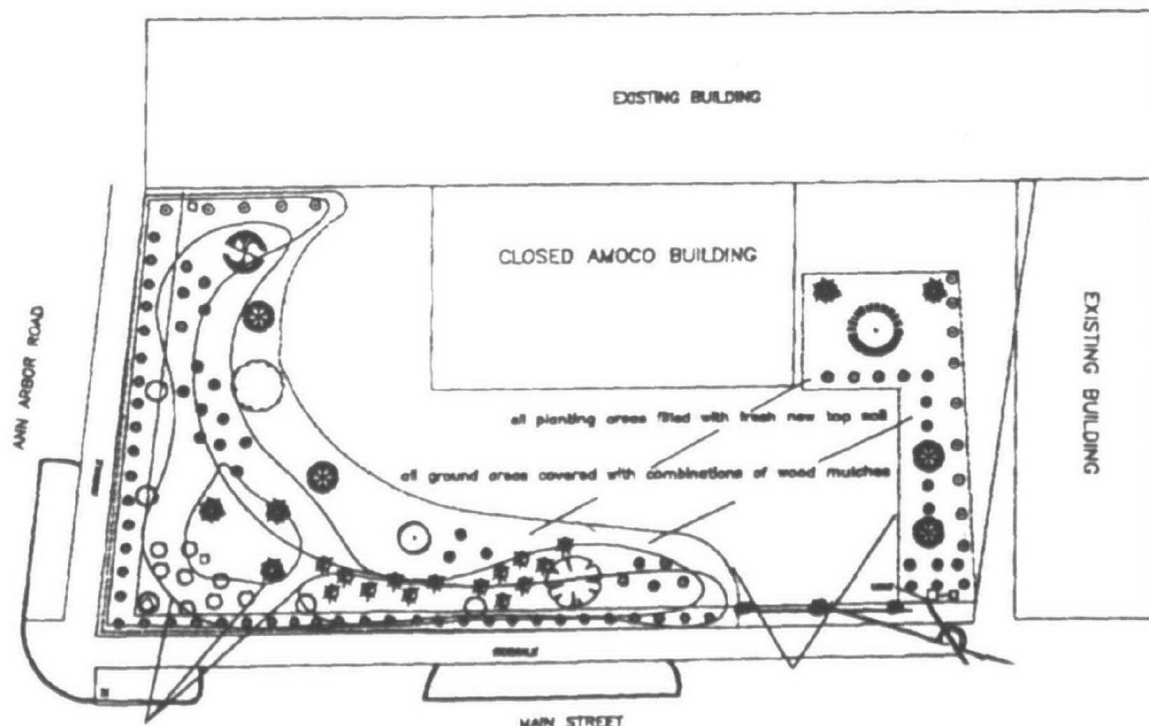 EXISTING BUILDING
CLOSED AMOCO BUILDING
EXISTING BUILDING
ANN ARBOR ROAD
all planting areas filled with fresh new top soil
all ground areas covered with combinations of wood mulches
MAIN STREET